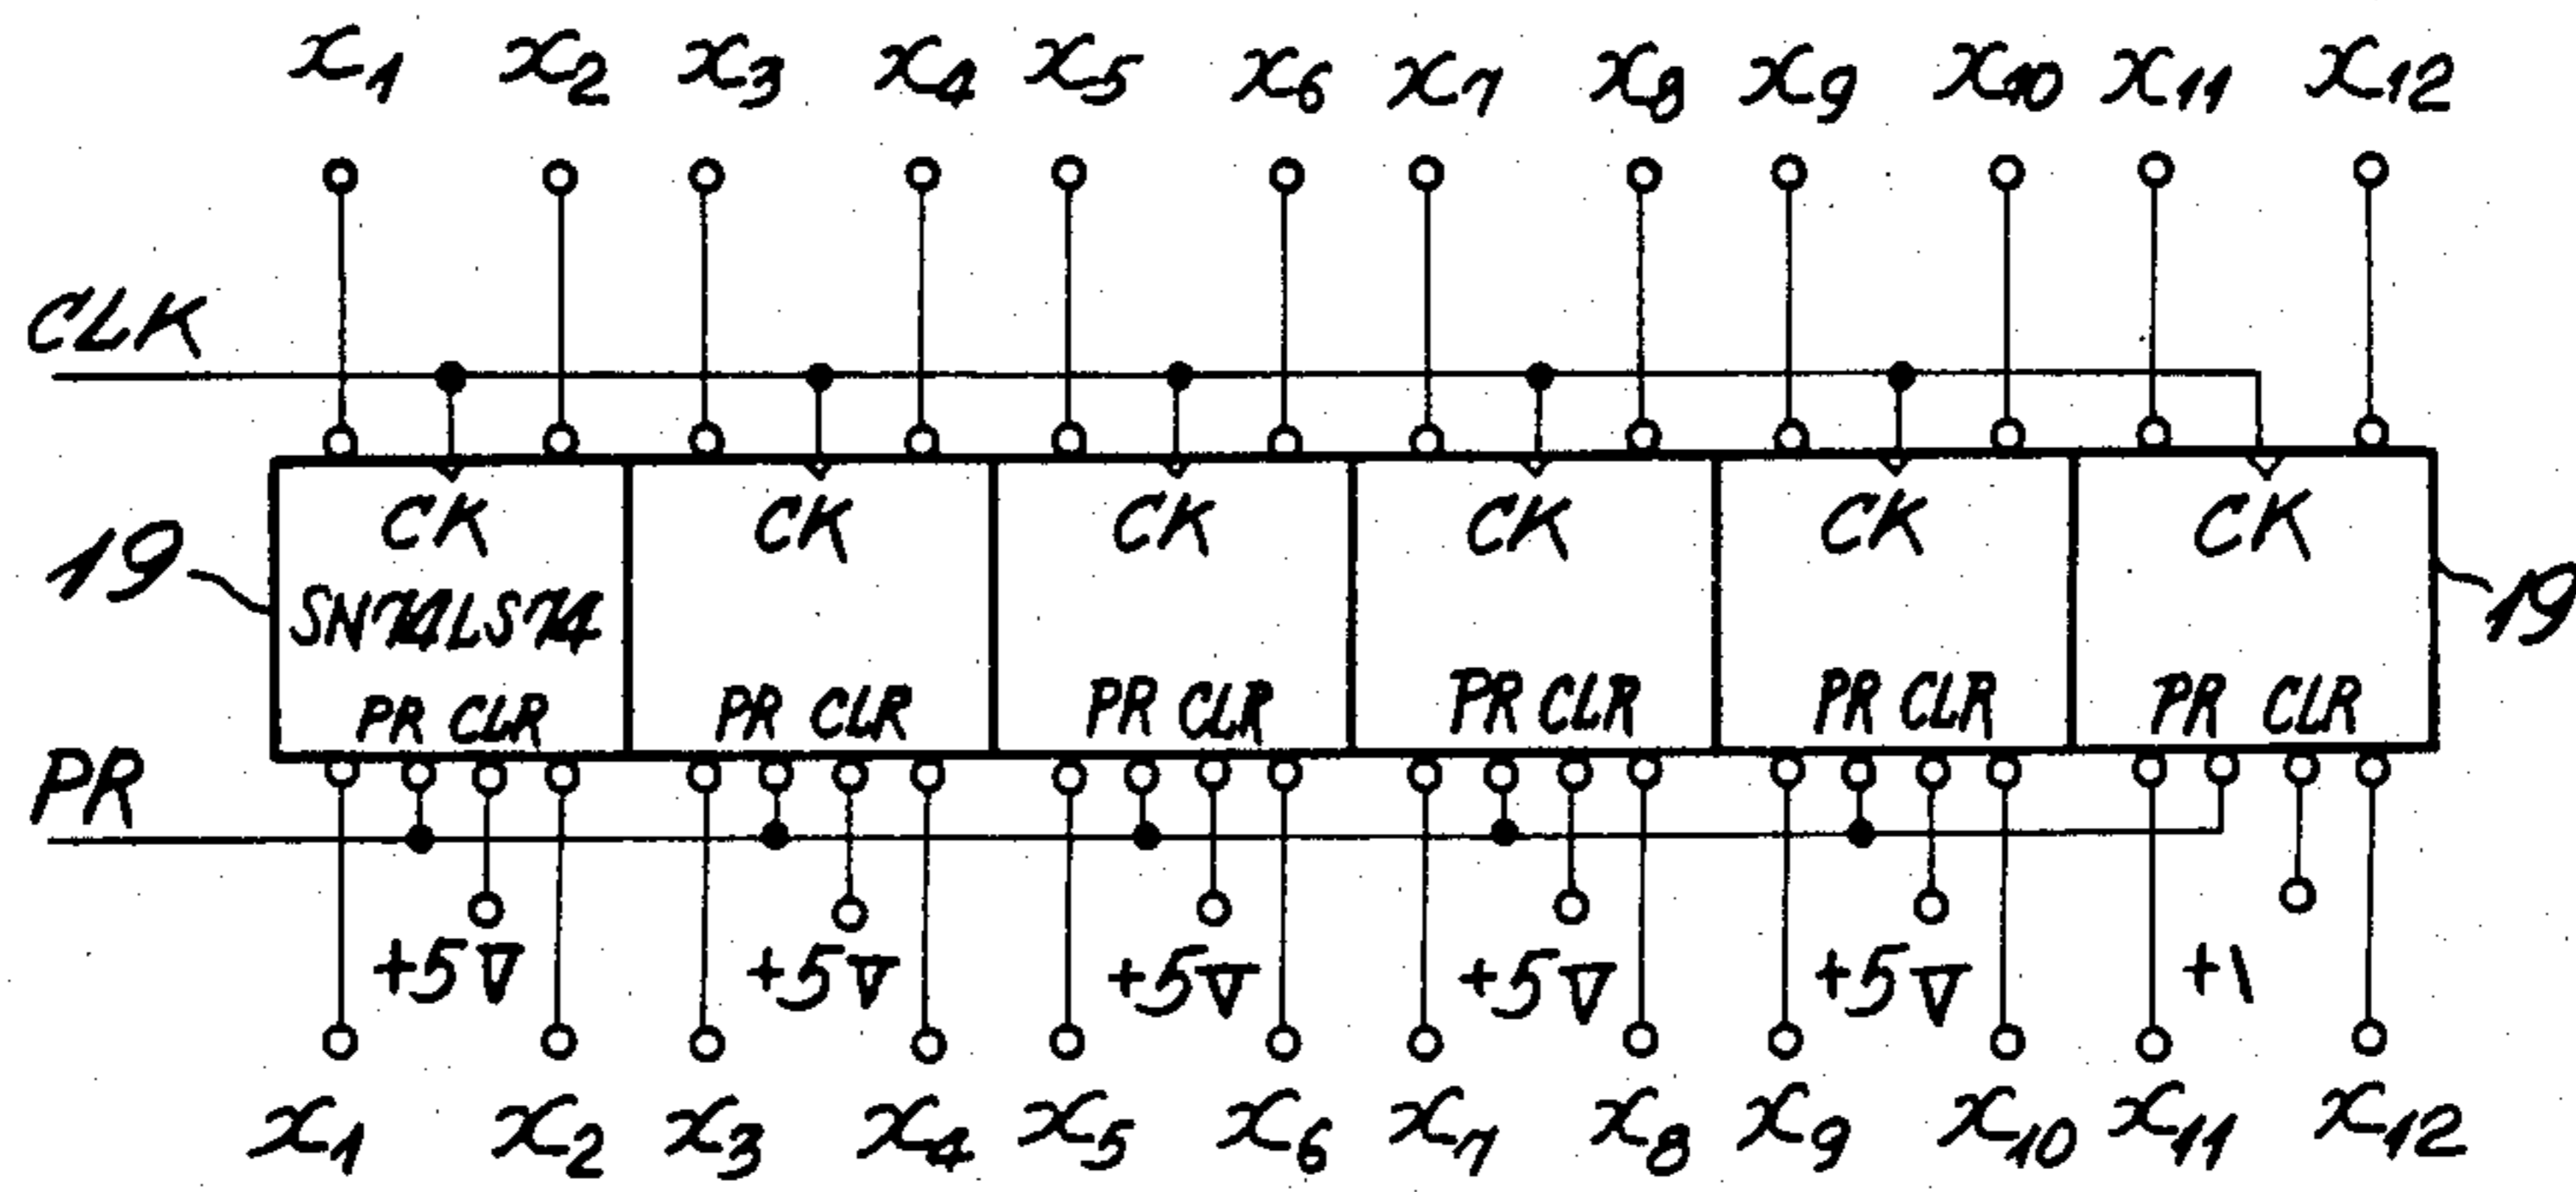 x1 x2 x3 x4 x5 x6 x7 x8 x9 x10 x11 x12
CLK
CK CK CK CK CK CK
19 SN74LS74 19
PR CLR PR CLR PR CLR PR CLR PR CLR PR CLR
PR
+5V +5V +5V +5V +5V +\
x1 x2 x3 x4 x5 x6 x7 x8 x9 x10 x11 x12